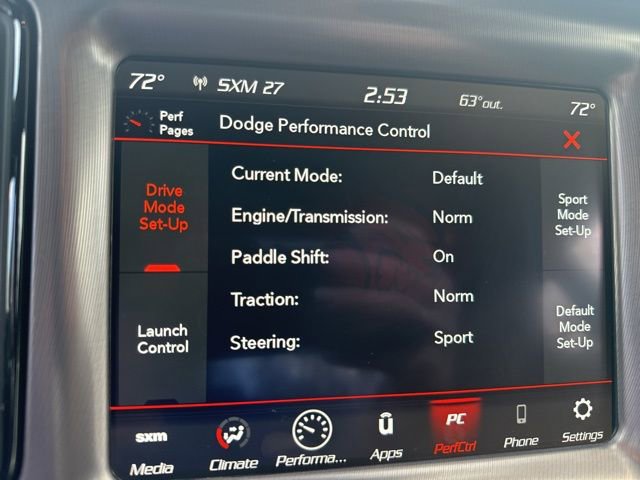 72° SXM 27 2:53 63°out. 72°
Perf
Pages
Dodge Performance Control
Drive
Mode
Set-Up
Launch
Control
Current Mode: Default
Engine/Transmission: Norm
Paddle Shift: On
Traction: Norm
Steering: Sport
Sport
Mode
Set-Up
Default
Mode
Set-Up
sxm
Media
Climate
Performa...
Apps
PC
PerfCtrl
Phone
Settings